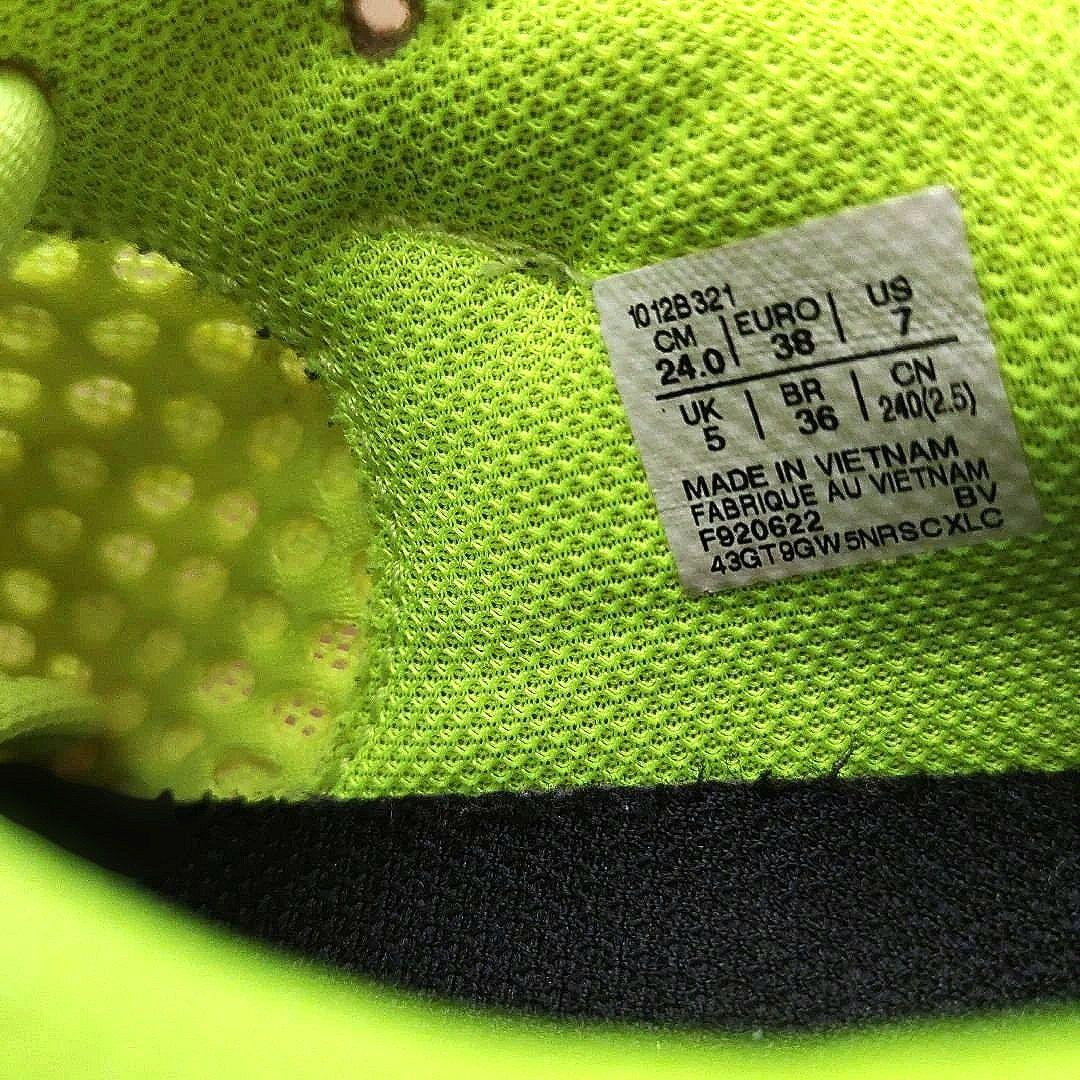 1012B321
CM | EURO | US
24.0 38 7
UK | BR | CN
5 36 240(2.5)
MADE IN VIETNAM
FABRIQUE AU VIETNAM
F920622 BV
43GT9GW5NRSCXLC